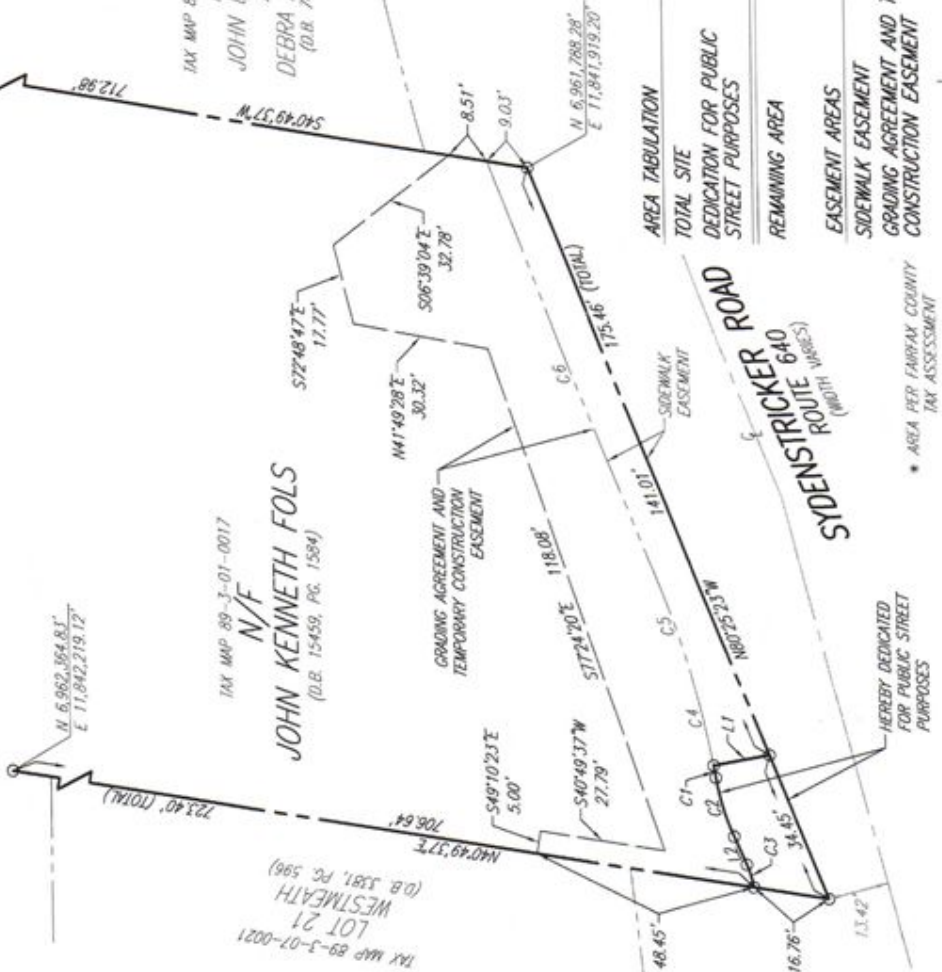 N 6,962,364.83'
E 11,842,219.12'
TAX MAP 89-3-01-0017
N/F
JOHN KENNETH FOLS
(D.B. 15459, PG. 1584)
TAX MAP 8
JOHN
DEBRA
(D.B. 7
712.98'
S40°49'37"W
8.51'
9.03'
N 6,961,788.28'
E 11,841,919.20'
S72°48'47"E
17.77'
S06°39'04"E
32.78'
N41°49'28"E
30.32'
GRADING AGREEMENT AND
TEMPORARY CONSTRUCTION
EASEMENT
118.08'
S77°24'20"E
C6
C5
C4
175.46' (TOTAL)
141.01'
N80°25'23"W
SIDEWALK
EASEMENT
723.40' (TOTAL)
706.64'
N40°49'37"E
S49°10'23"E
5.00'
S40°49'37"W
27.79'
TAX MAP 89-3-07-0021
LOT 21
WESTMEATH
(D.B. 3381, PG. 596)
C1
C2
L1
L2
C3
34.45'
48.45'
16.76'
13.42'
HEREBY DEDICATED
FOR PUBLIC STREET
PURPOSES
SYDENSTRICKER ROAD
ROUTE 640
(WIDTH VARIES)
AREA TABULATION
TOTAL SITE
DEDICATION FOR PUBLIC
STREET PURPOSES
REMAINING AREA
EASEMENT AREAS
SIDEWALK EASEMENT
GRADING AGREEMENT AND T
CONSTRUCTION EASEMENT
* AREA PER FAIRFAX COUNTY
TAX ASSESSMENT